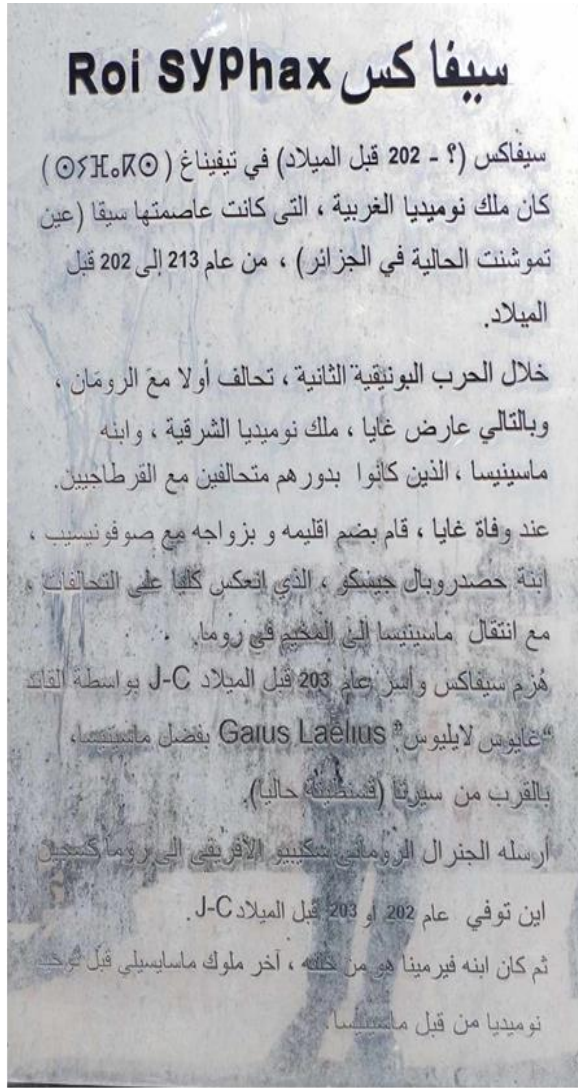 سيفاكس Roi SYPhax
سيفاكس (؟ - 202 قبل الميلاد) في تيفيناغ (ⵙⵢⴼⴰⴽⵙ)
كان ملك نوميديا الغربية ، التى كانت عاصمتها سيقا (عين
تموشنت الحالية في الجزائر) ، من عام 213 إلى 202 قبل
الميلاد.
خلال الحرب البونيقية الثانية ، تحالف أولا مع الرومان ،
وبالتالي عارض غايا ، ملك نوميديا الشرقية ، وابنه
ماسينيسا ، الذين كانوا بدورهم متحالفين مع القرطاجيين.
عند وفاة غايا ، قام بضم اقليمه و بزواجه مع صوفونيسيب ،
ابنة حصدروبال جيسكو ، الذي انعكس كليا على التحالفات ،
مع انتقال ماسينيسا الى المخيم في روما.
هُزم سيفاكس وأسر عام 203 قبل الميلاد J-C بواسطة القائد
"غايوس لايليوس" Gaius Laelius بفضل ماسينيسا،
بالقرب من سيرتا (قسنطينة حاليا).
أرسله الجنرال الروماني سكيبيو الأفريقي الى روما كسجين
اين توفي عام 202 او 203 قبل الميلاد J-C.
ثم كان ابنه فيرمينا هو من خلفه ، آخر ملوك ماسايسيلي قبل
نوميديا من قبل ماسينيسا.